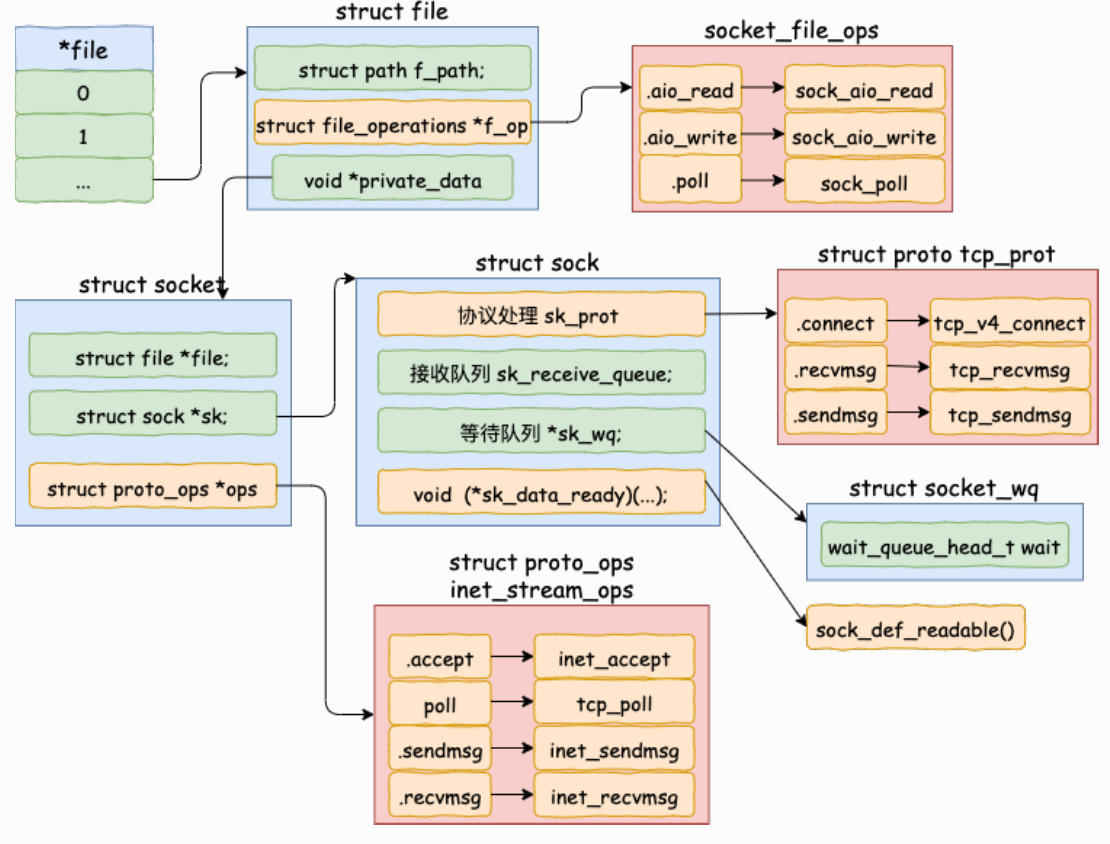 *file
0
1
...
struct file
struct path f_path;
struct file_operations *f_op
void *private_data
socket_file_ops
.aio_read
sock_aio_read
.aio_write
sock_aio_write
.poll
sock_poll
struct socket
struct file *file;
struct sock *sk;
struct proto_ops *ops
struct sock
协议处理 sk_prot
接收队列 sk_receive_queue;
等待队列 *sk_wq;
void (*sk_data_ready)(...);
struct proto tcp_prot
.connect
tcp_v4_connect
.recvmsg
tcp_recvmsg
.sendmsg
tcp_sendmsg
struct socket_wq
wait_queue_head_t wait
sock_def_readable()
struct proto_ops
inet_stream_ops
.accept
inet_accept
poll
tcp_poll
.sendmsg
inet_sendmsg
.recvmsg
inet_recvmsg